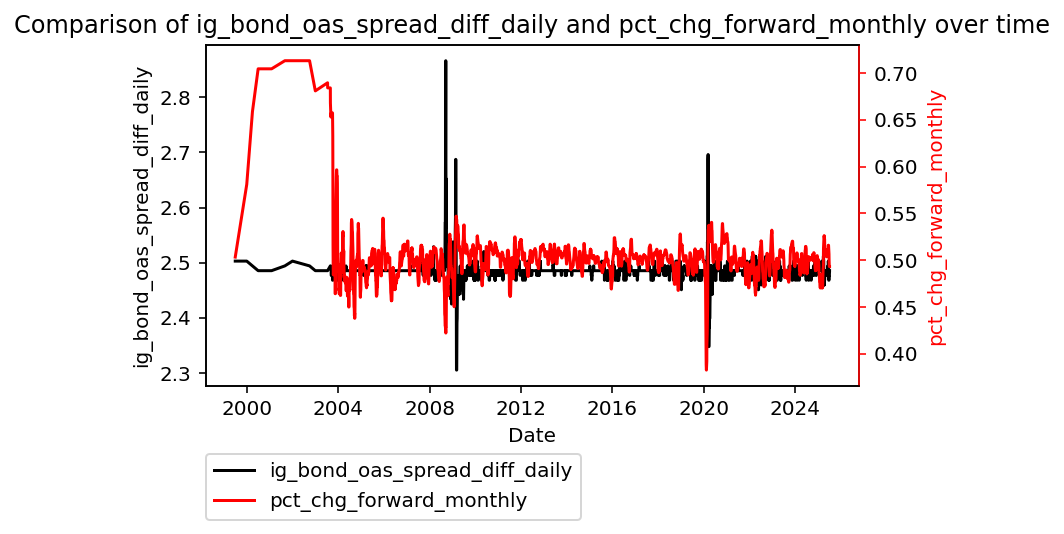 Comparison of ig_bond_oas_spread_diff_daily and pct_chg_forward_monthly over time
ig_bond_oas_spread_diff_daily
2.8
2.7
2.6
2.5
2.4
2.3
0.70
0.65
0.60
0.55
0.50
0.45
0.40
pct_chg_forward_monthly
2000 2004 2008 2012 2016 2020 2024
Date
ig_bond_oas_spread_diff_daily
pct_chg_forward_monthly